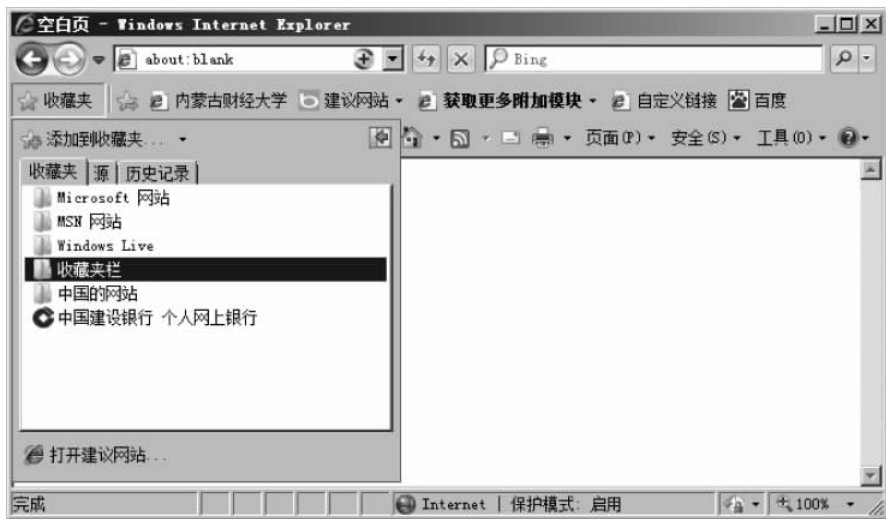 空白页 - Windows Internet Explorer
about:blank Bing
收藏夹 内蒙古财经大学 建议网站 获取更多附加模块 自定义链接 百度
添加到收藏夹... 页面(P) 安全(S) 工具(O)
收藏夹 源 历史记录
Microsoft 网站
MSN 网站
Windows Live
收藏夹栏
中国的网站
中国建设银行 个人网上银行
打开建议网站...
完成 Internet | 保护模式: 启用 100%